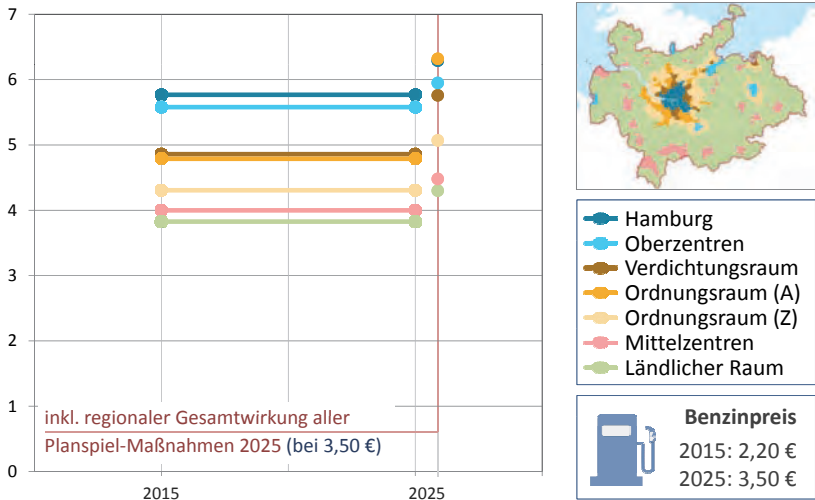 7
6
5
4
3
2
1
0
inkl. regionaler Gesamtwirkung aller
Planspiel-Maßnahmen 2025 (bei 3,50 €)
2015
2025
Hamburg
Oberzentren
Verdichtungsraum
Ordnungsraum (A)
Ordnungsraum (Z)
Mittelzentren
Ländlicher Raum
Benzinpreis
2015: 2,20 €
2025: 3,50 €